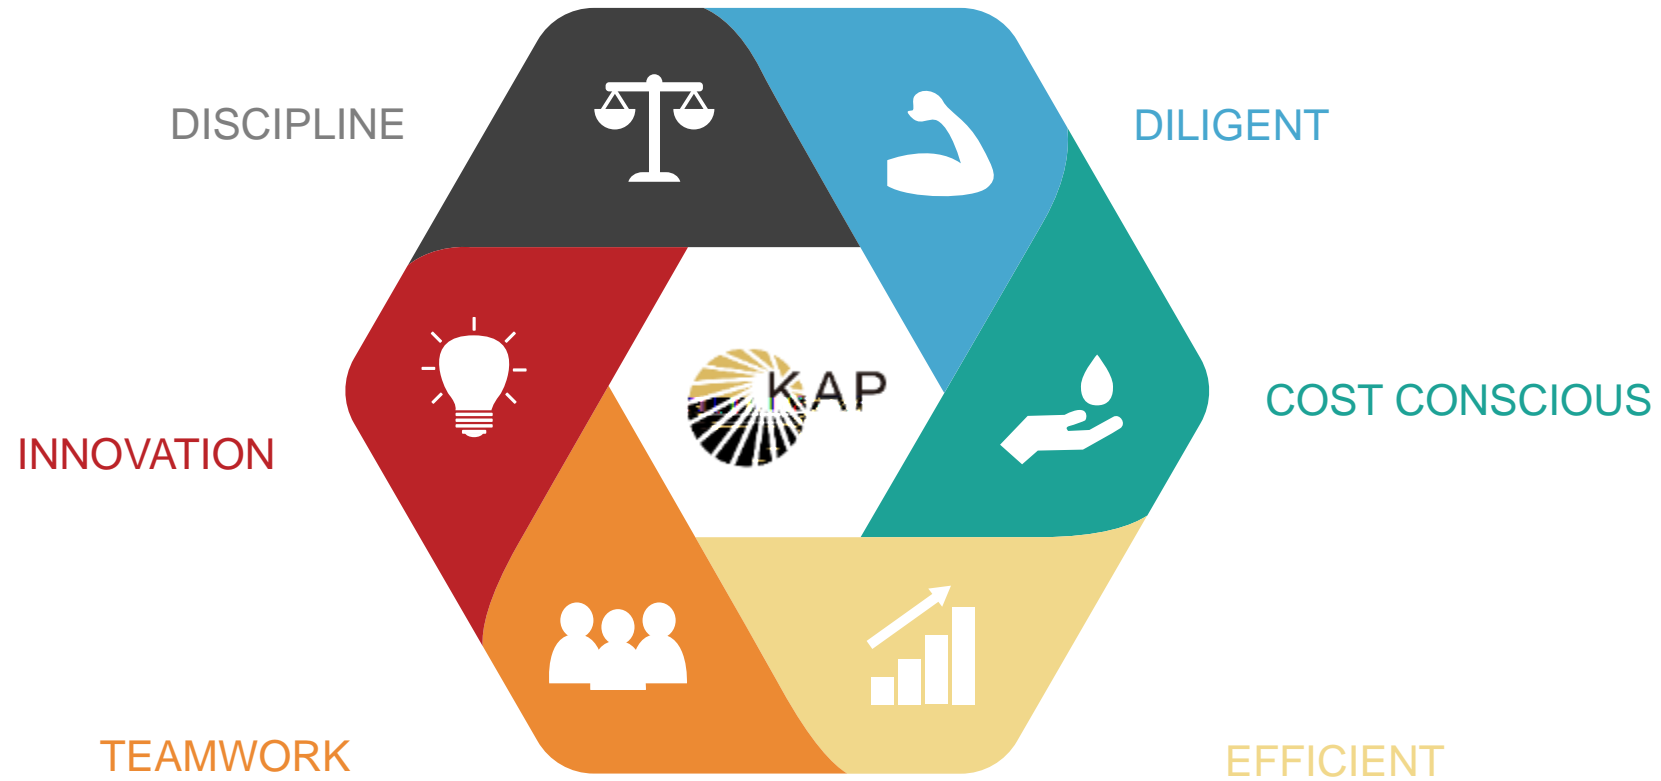 DISCIPLINE
DILIGENT
KAP
COST CONSCIOUS
INNOVATION
TEAMWORK
EFFICIENT